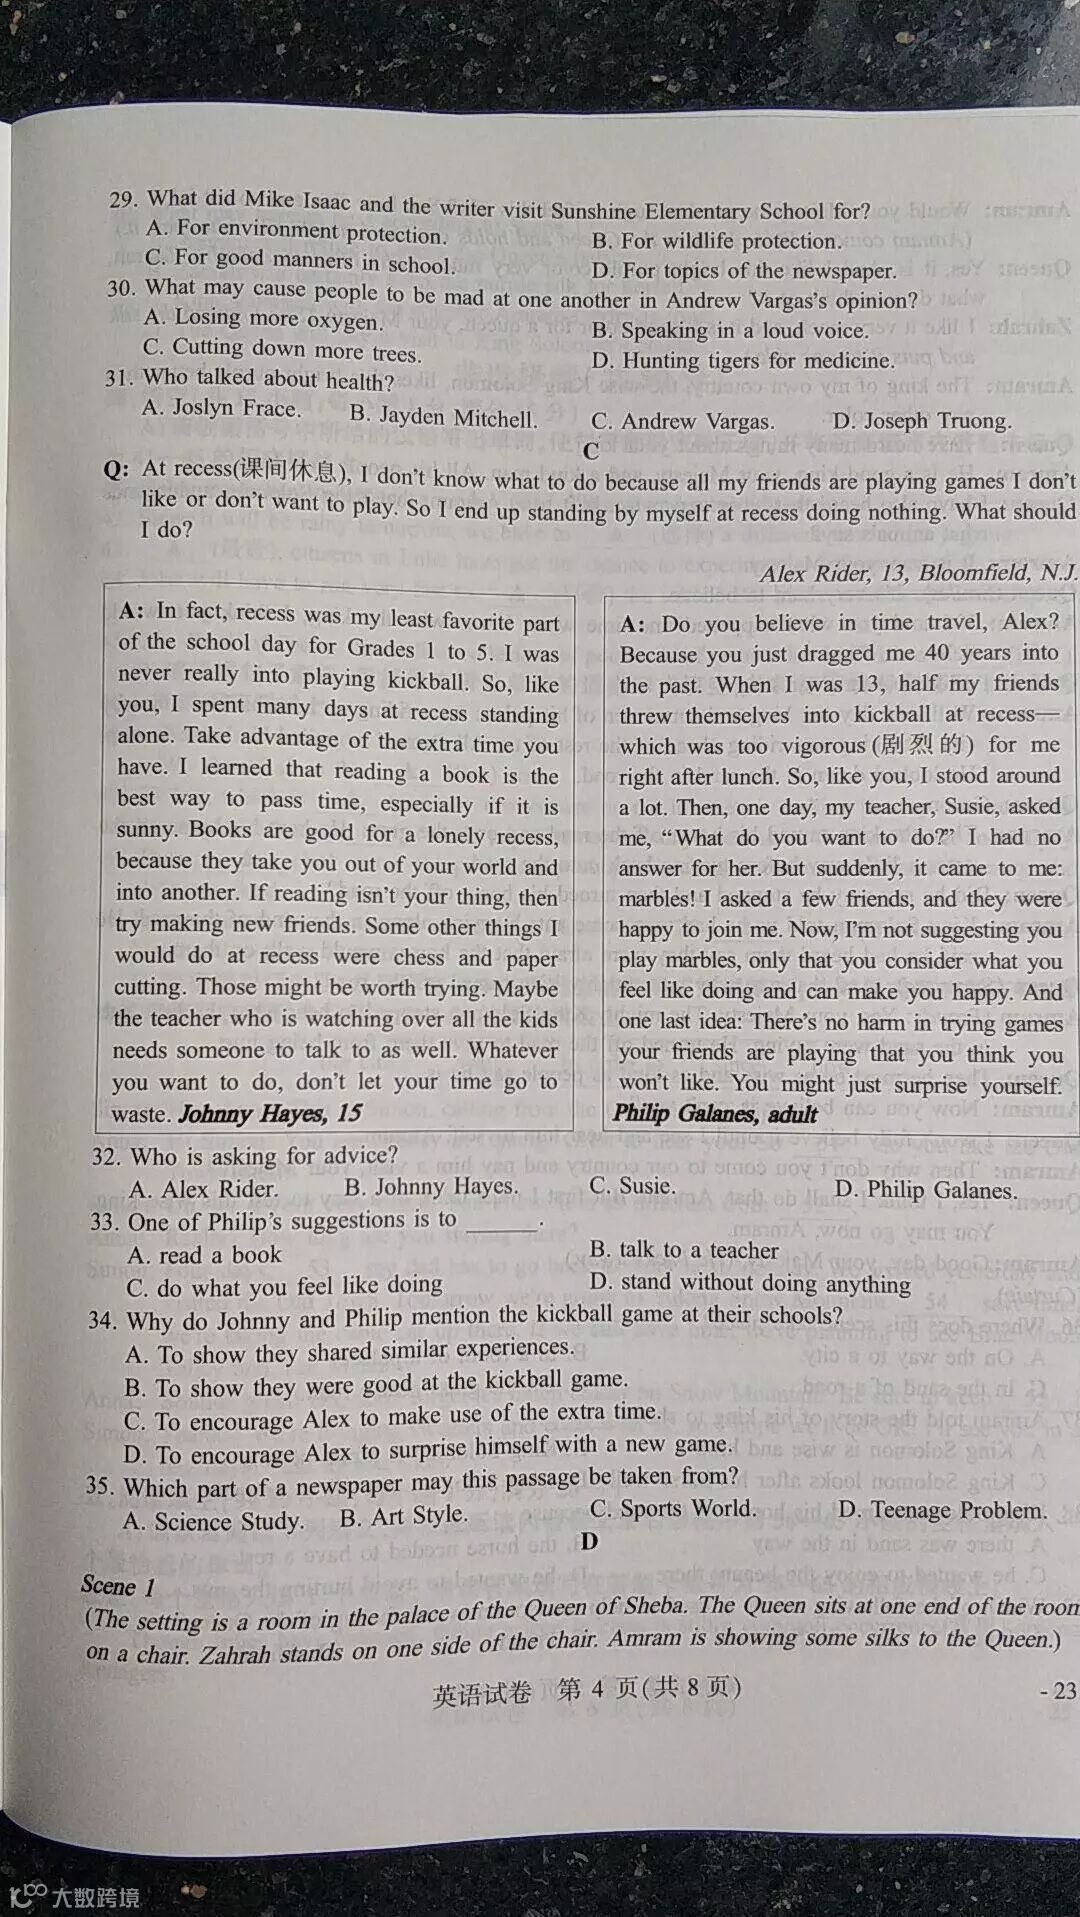 29. What did Mike Isaac and the writer visit Sunshine Elementary School for?
A. For environment protection.
B. For wildlife protection.
C. For good manners in school.
D. For topics of the newspaper.
30. What may cause people to be mad at one another in Andrew Vargas's opinion?
A. Losing more oxygen.
B. Speaking in a loud voice.
C. Cutting down more trees.
D. Hunting tigers for medicine.
31. Who talked about health?
A. Joslyn Frace. B. Jayden Mitchell. C. Andrew Vargas. D. Joseph Truong.
C
Q: At recess(课间休息), I don't know what to do because all my friends are playing games I don't
like or don't want to play. So I end up standing by myself at recess doing nothing. What should
I do?
Alex Rider, 13, Bloomfield, N.J.
A: In fact, recess was my least favorite part
of the school day for Grades 1 to 5. I was
never really into playing kickball. So, like
you, I spent many days at recess standing
alone. Take advantage of the extra time you
have. I learned that reading a book is the
best way to pass time, especially if it is
sunny. Books are good for a lonely recess,
because they take you out of your world and
into another. If reading isn't your thing, then
try making new friends. Some other things I
would do at recess were chess and paper
cutting. Those might be worth trying. Maybe
the teacher who is watching over all the kids
needs someone to talk to as well. Whatever
you want to do, don't let your time go to
waste. Johnny Hayes, 15
A: Do you believe in time travel, Alex?
Because you just dragged me 40 years into
the past. When I was 13, half my friends
threw themselves into kickball at recess—
which was too vigorous(剧烈的) for me
right after lunch. So, like you, I stood around
a lot. Then, one day, my teacher, Susie, asked
me, "What do you want to do?" I had no
answer for her. But suddenly, it came to me:
marbles! I asked a few friends, and they were
happy to join me. Now, I'm not suggesting you
play marbles, only that you consider what you
feel like doing and can make you happy. And
one last idea: There's no harm in trying games
your friends are playing that you think you
won't like. You might just surprise yourself.
Philip Galanes, adult
32. Who is asking for advice?
A. Alex Rider. B. Johnny Hayes. C. Susie. D. Philip Galanes.
33. One of Philip's suggestions is to ______.
A. read a book
B. talk to a teacher
C. do what you feel like doing
D. stand without doing anything
34. Why do Johnny and Philip mention the kickball game at their schools?
A. To show they shared similar experiences.
B. To show they were good at the kickball game.
C. To encourage Alex to make use of the extra time.
D. To encourage Alex to surprise himself with a new game.
35. Which part of a newspaper may this passage be taken from?
A. Science Study. B. Art Style. C. Sports World. D. Teenage Problem.
D
Scene 1
(The setting is a room in the palace of the Queen of Sheba. The Queen sits at one end of the room
on a chair. Zahrah stands on one side of the chair. Amram is showing some silks to the Queen.)
英语试卷 第 4 页(共 8 页)
- 23
大数跨境